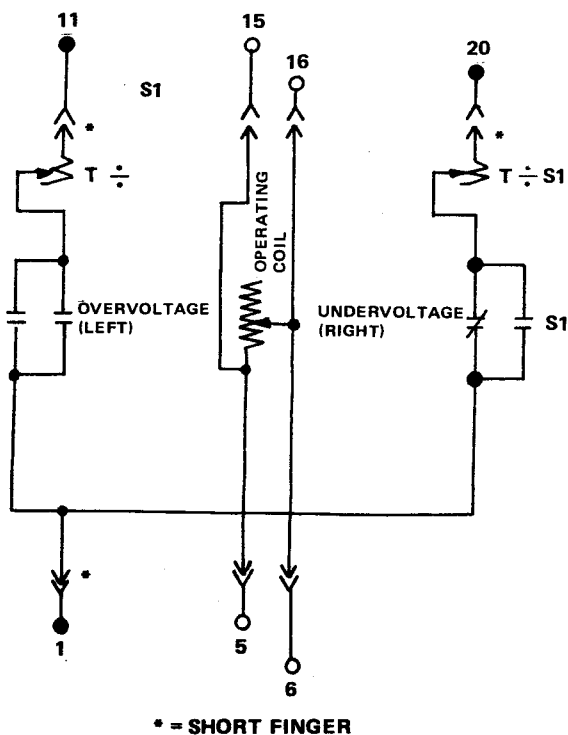 11
15
16
20
S1
*
*
T ÷
T ÷ S1
OPERATING
COIL
OVERVOLTAGE
(LEFT)
UNDERVOLTAGE
(RIGHT)
S1
*
1
5
6
* = SHORT FINGER